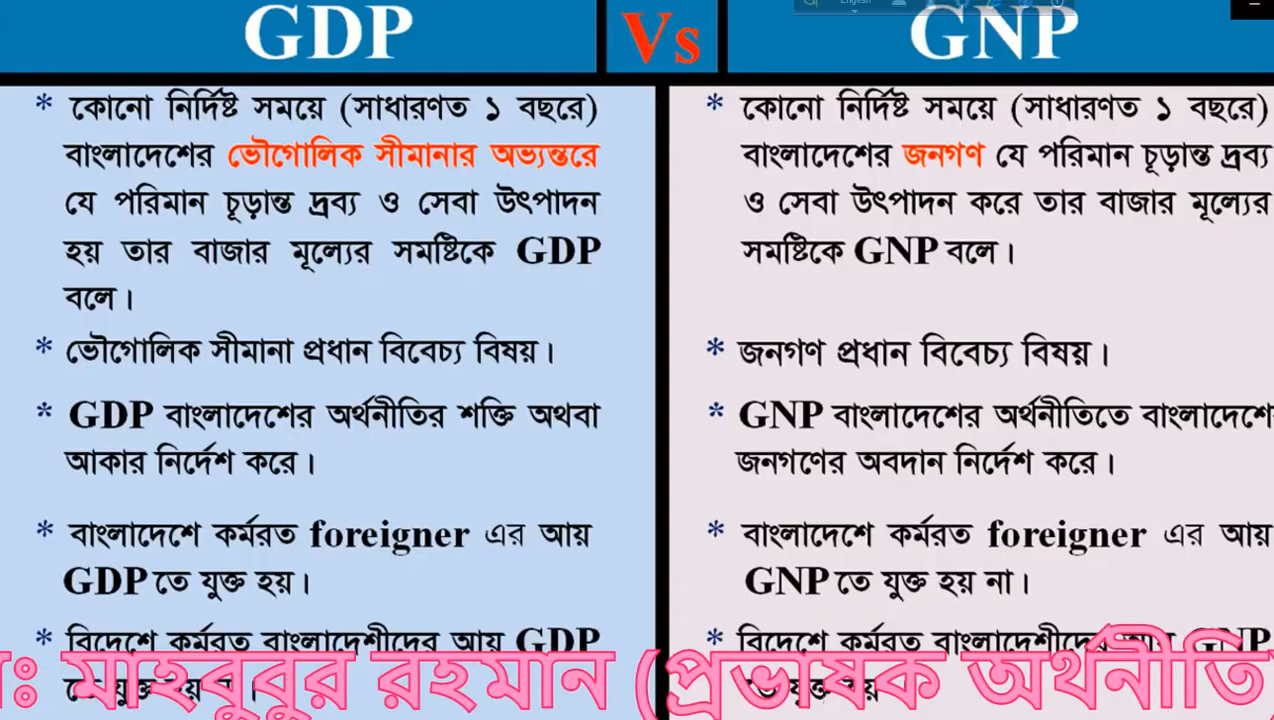 English
GDP
Vs
GNP
* কোনো নির্দিষ্ট সময়ে (সাধারণত ১ বছরে)
বাংলাদেশের ভৌগোলিক সীমানার অভ্যন্তরে
যে পরিমান চূড়ান্ত দ্রব্য ও সেবা উৎপাদন
হয় তার বাজার মূল্যের সমষ্টিকে GDP
বলে।
* ভৌগোলিক সীমানা প্রধান বিবেচ্য বিষয়।
* GDP বাংলাদেশের অর্থনীতির শক্তি অথবা
আকার নির্দেশ করে।
* বাংলাদেশে কর্মরত foreigner এর আয়
GDP তে যুক্ত হয়।
* বিদেশে কর্মরত বাংলাদেশীদের আয় GDP
* কোনো নির্দিষ্ট সময়ে (সাধারণত ১ বছরে)
বাংলাদেশের জনগণ যে পরিমান চূড়ান্ত দ্রব্য
ও সেবা উৎপাদন করে তার বাজার মূল্যের
সমষ্টিকে GNP বলে।
* জনগণ প্রধান বিবেচ্য বিষয়।
* GNP বাংলাদেশের অর্থনীতিতে বাংলাদেশে
জনগণের অবদান নির্দেশ করে।
* বাংলাদেশে কর্মরত foreigner এর আয়
GNP তে যুক্ত হয় না।
* বিদেশে কর্মরত বাংলাদেশীদের আয় GNP
মাহবুবুর রহমান (প্রভাষক অর্থনীতি)